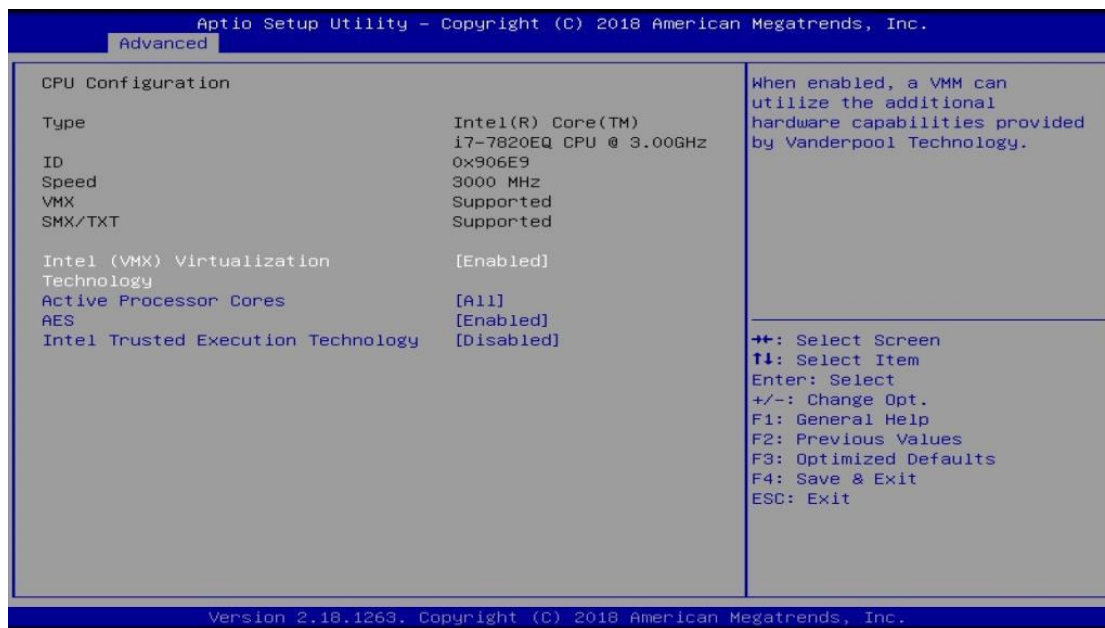 Aptio Setup Utility – Copyright (C) 2018 American Megatrends, Inc.
Advanced
CPU Configuration
Type Intel(R) Core(TM)
i7-7820EQ CPU @ 3.00GHz
ID 0x906E9
Speed 3000 MHz
VMX Supported
SMX/TXT Supported
Intel (VMX) Virtualization [Enabled]
Technology
Active Processor Cores [All]
AES [Enabled]
Intel Trusted Execution Technology [Disabled]
When enabled, a VMM can
utilize the additional
hardware capabilities provided
by Vanderpool Technology.
→←: Select Screen
↑↓: Select Item
Enter: Select
+/-: Change Opt.
F1: General Help
F2: Previous Values
F3: Optimized Defaults
F4: Save & Exit
ESC: Exit
Version 2.18.1263. Copyright (C) 2018 American Megatrends, Inc.